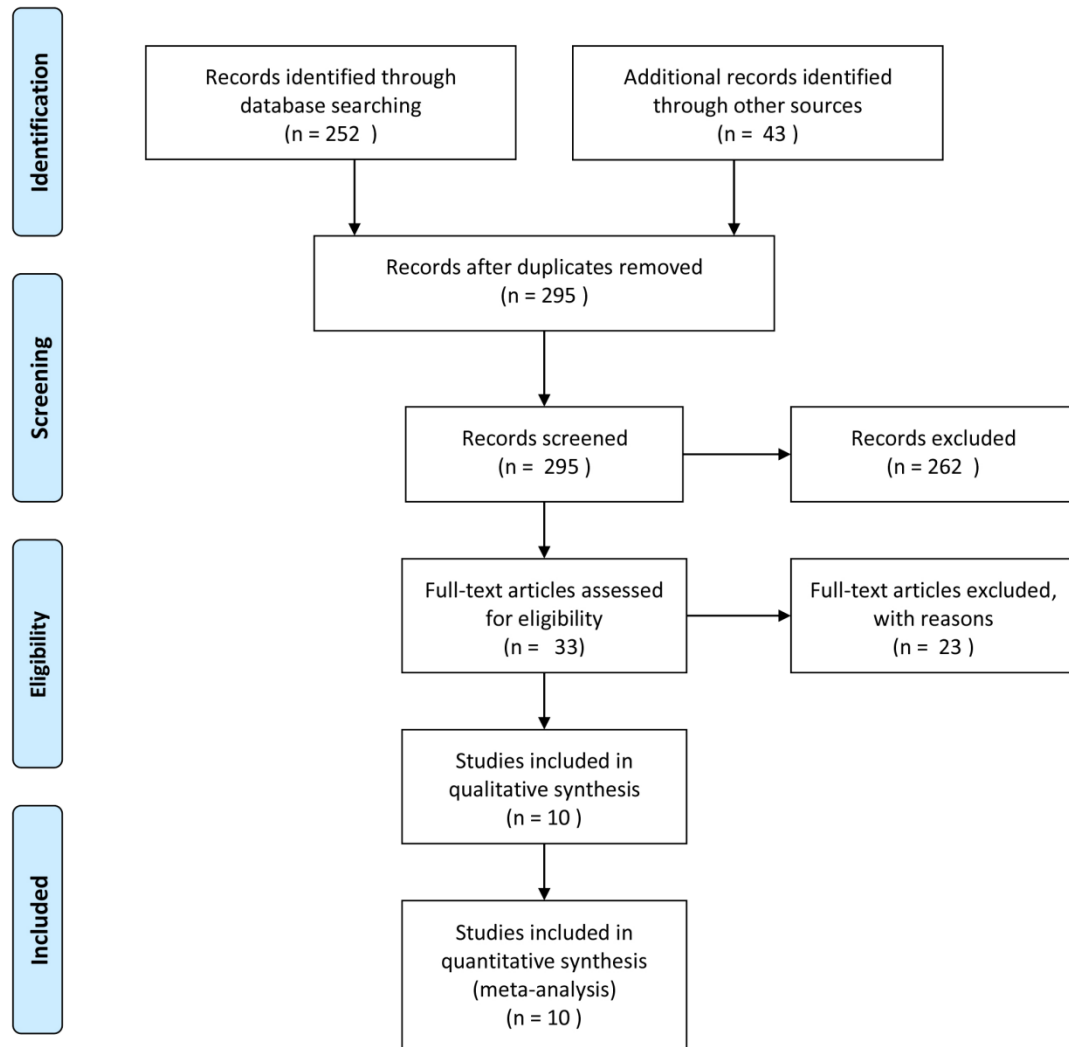 Identification
Records identified through
database searching
(n = 252 )
Additional records identified
through other sources
(n = 43 )
Records after duplicates removed
(n = 295 )
Screening
Records screened
(n = 295 )
Records excluded
(n = 262 )
Eligibility
Full-text articles assessed
for eligibility
(n = 33)
Full-text articles excluded,
with reasons
(n = 23 )
Studies included in
qualitative synthesis
(n = 10 )
Included
Studies included in
quantitative synthesis
(meta-analysis)
(n = 10 )